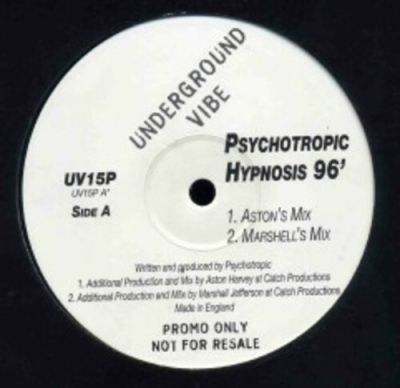 UNDERGROUND
VIBE
PSYCHOTROPIC
HYPNOSIS 96'
UV15P
UV15P A*
SIDE A
1. ASTON'S MIX
2. MARSHELL'S MIX
Written and produced by Psychotropic
1. Additional Production and Mix by Aston Harvey at Catch Productions
2. Additional Production and Mix by Marshall Jefferson at Catch Productions
Made in England
PROMO ONLY
NOT FOR RESALE